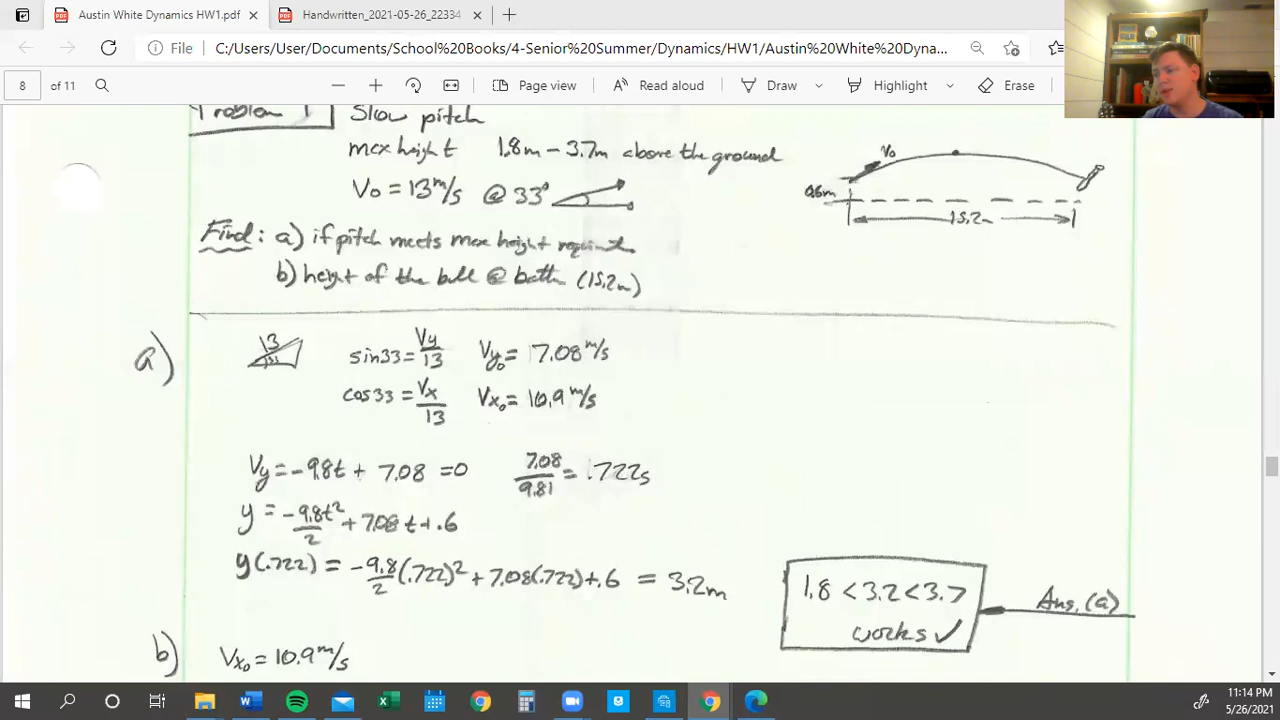 Austin White Dynamics HW1.pdf
Handwritten_2021-05-26_22334
File C:/Users/User/Documents/School%20Books/4-Senior%20Summer/Dynamics/HW1/Austin%20White%20Dyna...
8 of 11
Page view
Read aloud
Draw
Highlight
Erase
Problem 1
Slow pitch
max height 1.8m - 3.7m above the ground
V0 = 13 m/s @ 33°
V0
0.6m
15.2m
Find: a) if pitch meets max height
b) height of the ball @ (15.2m)
a)
13
sin33 = Vy/13 Vy0 = 7.08 m/s
cos33 = Vx/13 Vx0 = 10.9 m/s
Vy = -9.8t + 7.08 = 0 7.08/9.81 = .722s
y = -9.8t²/2 + 7.08t + .6
y(.722) = -9.8/2 (.722)² + 7.08(.722) + .6 = 3.2m
1.8 < 3.2 < 3.7
works ✓
Ans. (a)
b) Vx0 = 10.9 m/s
11:14 PM
5/26/2021